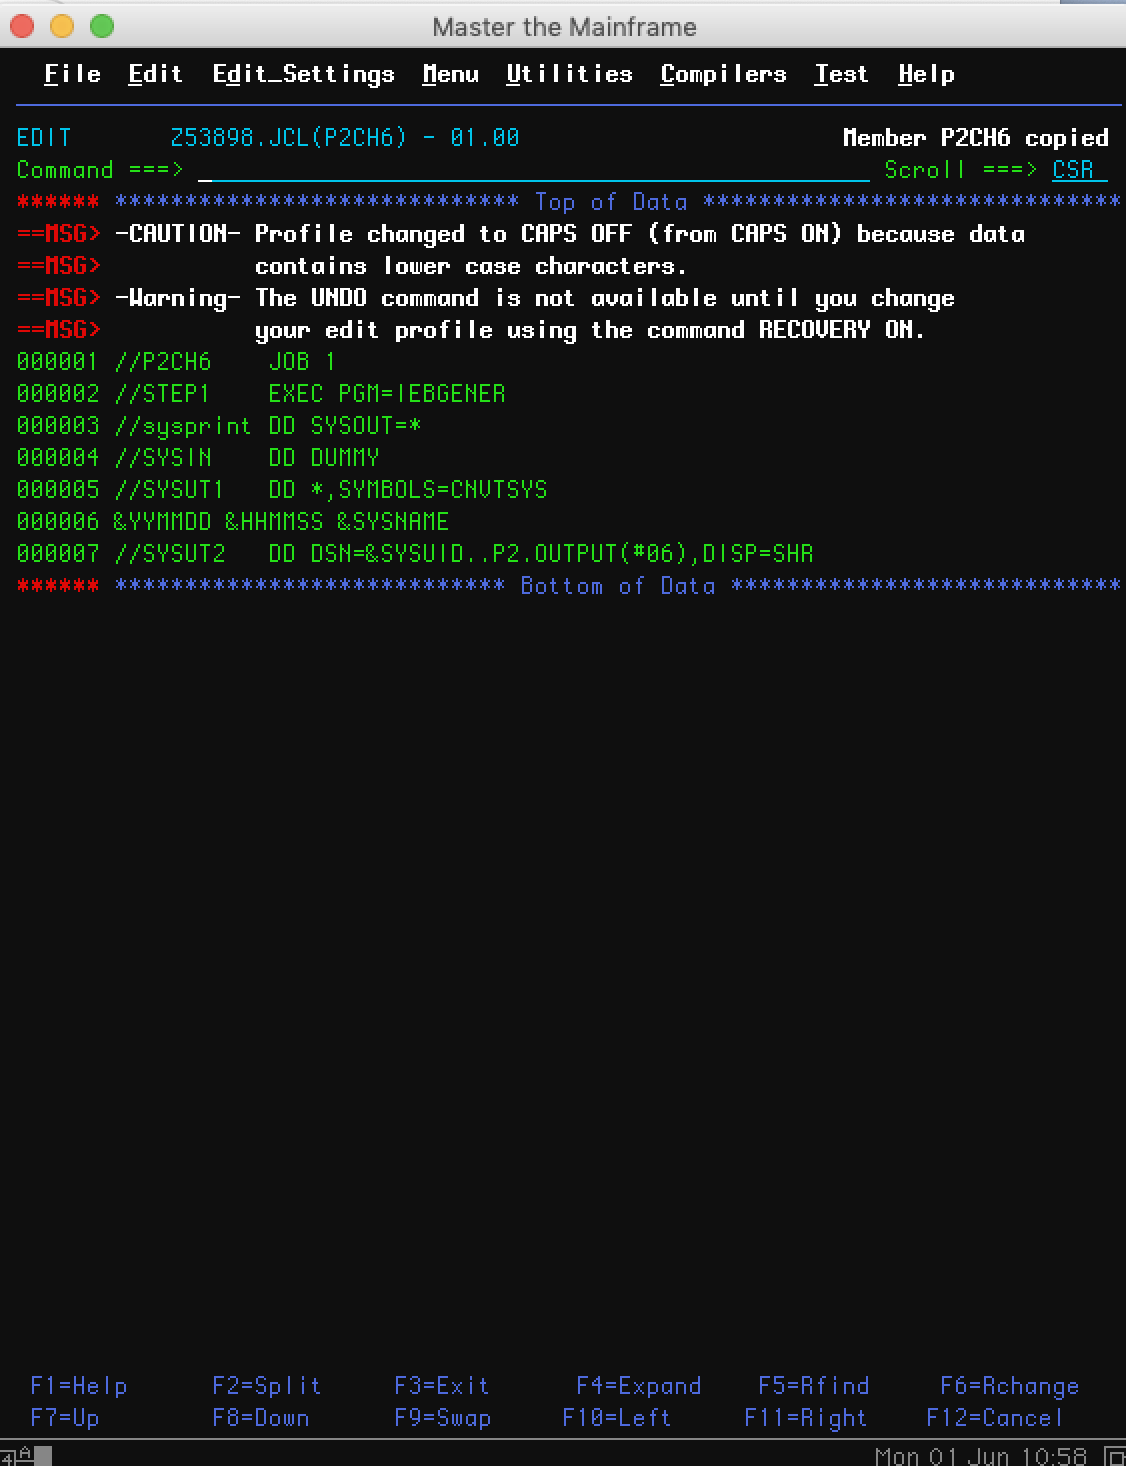 Master the Mainframe
File Edit Edit_Settings Menu Utilities Compilers Test Help
EDIT Z53898.JCL(P2CH6) - 01.00 Member P2CH6 copied
Command ===> _ Scroll ===> CSR
****** ***************************** Top of Data ******************************
==MSG> -CAUTION- Profile changed to CAPS OFF (from CAPS ON) because data
==MSG> contains lower case characters.
==MSG> -Warning- The UNDO command is not available until you change
==MSG> your edit profile using the command RECOVERY ON.
000001 //P2CH6    JOB 1
000002 //STEP1    EXEC PGM=IEBGENER
000003 //sysprint DD SYSOUT=*
000004 //SYSIN    DD DUMMY
000005 //SYSUT1   DD *,SYMBOLS=CNVTSYS
000006 &YYMMDD &HHMMSS &SYSNAME
000007 //SYSUT2   DD DSN=&SYSUID..P2.OUTPUT(#06),DISP=SHR
****** **************************** Bottom of Data ****************************
F1=Help F2=Split F3=Exit F4=Expand F5=Rfind F6=Rchange
F7=Up F8=Down F9=Swap F10=Left F11=Right F12=Cancel
4 A Mon 01 Jun 10:58